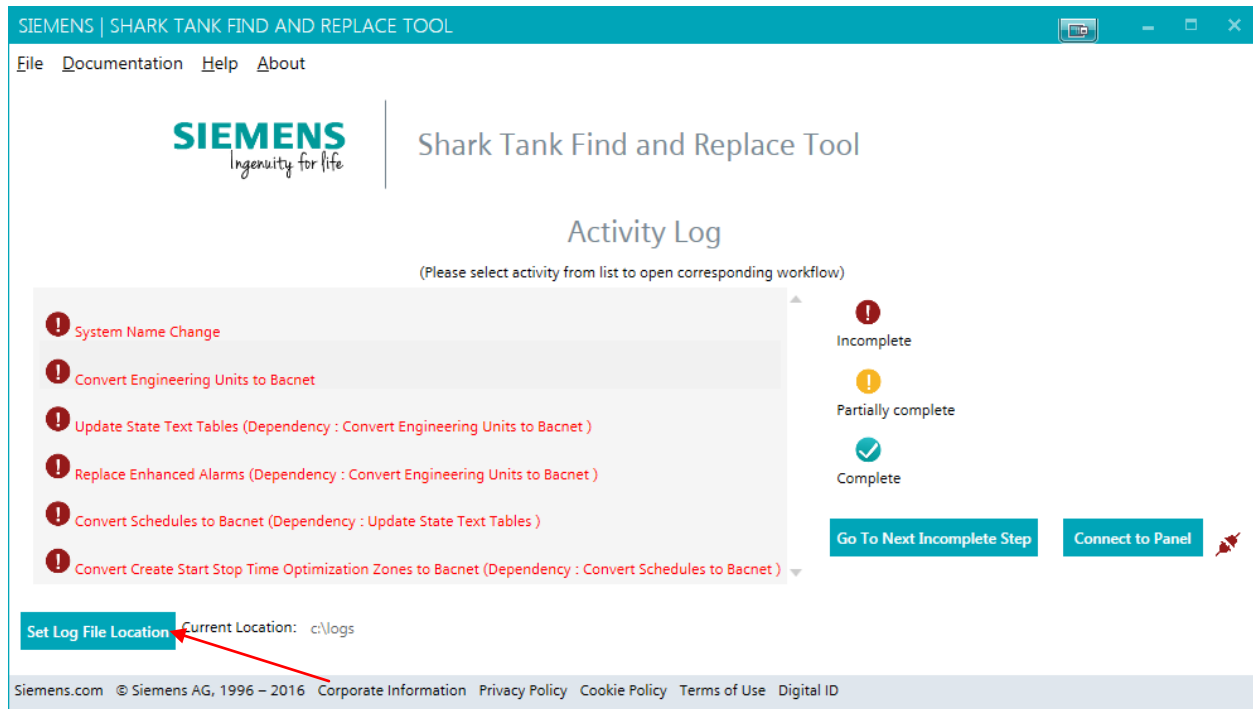 SIEMENS | SHARK TANK FIND AND REPLACE TOOL
File Documentation Help About
SIEMENS
Ingenuity for life
Shark Tank Find and Replace Tool
Activity Log
(Please select activity from list to open corresponding workflow)
System Name Change
Convert Engineering Units to Bacnet
Update State Text Tables (Dependency : Convert Engineering Units to Bacnet )
Replace Enhanced Alarms (Dependency : Convert Engineering Units to Bacnet )
Convert Schedules to Bacnet (Dependency : Update State Text Tables )
Convert Create Start Stop Time Optimization Zones to Bacnet (Dependency : Convert Schedules to Bacnet )
Incomplete
Partially complete
Complete
Go To Next Incomplete Step
Connect to Panel
Set Log File Location
Current Location: c:\logs
Siemens.com © Siemens AG, 1996 – 2016 Corporate Information Privacy Policy Cookie Policy Terms of Use Digital ID